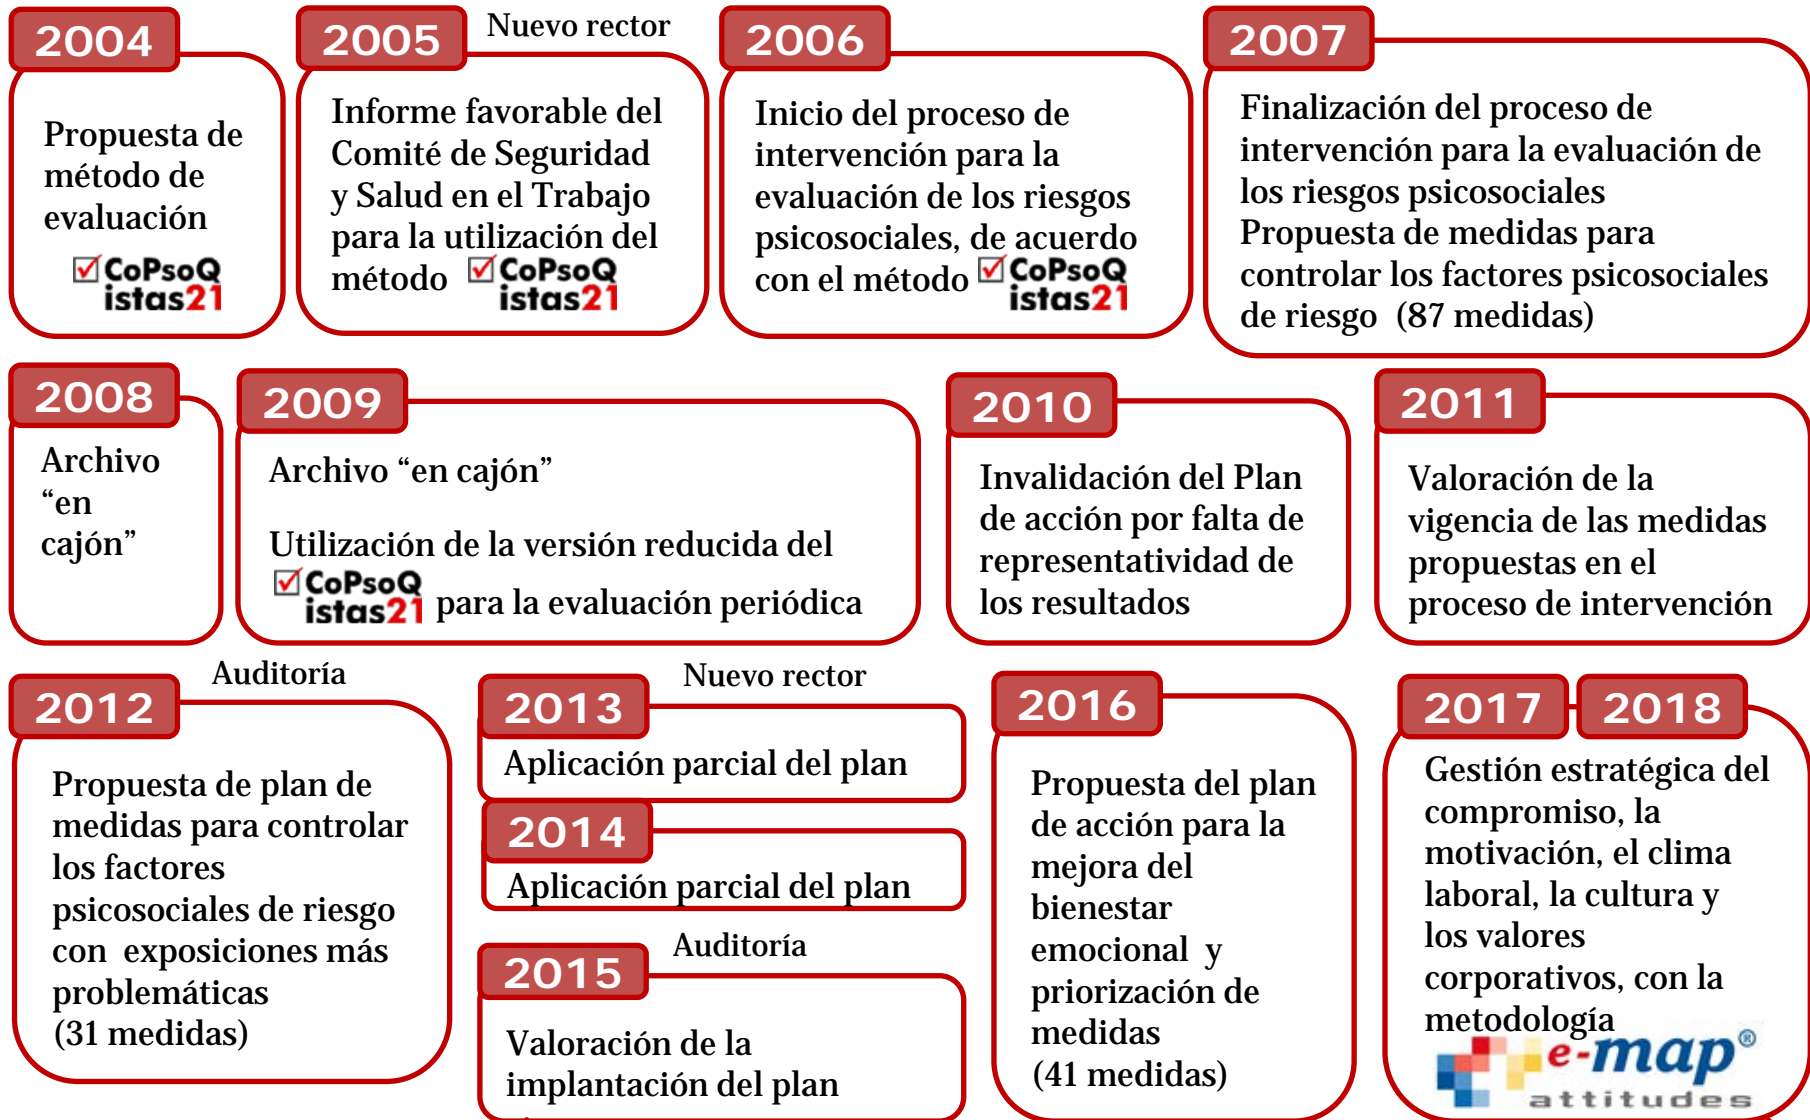 2004
Propuesta de
método de
evaluación
CoPsoQ
istas21
2005
Nuevo rector
Informe favorable del
Comité de Seguridad
y Salud en el Trabajo
para la utilización del
método CoPsoQ
istas21
2006
Inicio del proceso de
intervención para la
evaluación de los riesgos
psicosociales, de acuerdo
con el método CoPsoQ
istas21
2007
Finalización del proceso de
intervención para la evaluación de
los riesgos psicosociales
Propuesta de medidas para
controlar los factores psicosociales
de riesgo (87 medidas)
2008
Archivo
“en
cajón”
2009
Archivo “en cajón”
Utilización de la versión reducida del
CoPsoQ
istas21 para la evaluación periódica
2010
Invalidación del Plan
de acción por falta de
representatividad de
los resultados
2011
Valoración de la
vigencia de las medidas
propuestas en el
proceso de intervención
2012
Auditoría
Propuesta de plan de
medidas para controlar
los factores
psicosociales de riesgo
con exposiciones más
problemáticas
(31 medidas)
2013
Nuevo rector
Aplicación parcial del plan
2014
Aplicación parcial del plan
2015
Auditoría
Valoración de la
implantación del plan
2016
Propuesta del plan
de acción para la
mejora del
bienestar
emocional y
priorización de
medidas
(41 medidas)
2017 2018
Gestión estratégica del
compromiso, la
motivación, el clima
laboral, la cultura y
los valores
corporativos, con la
metodología
e-map®
attitudes